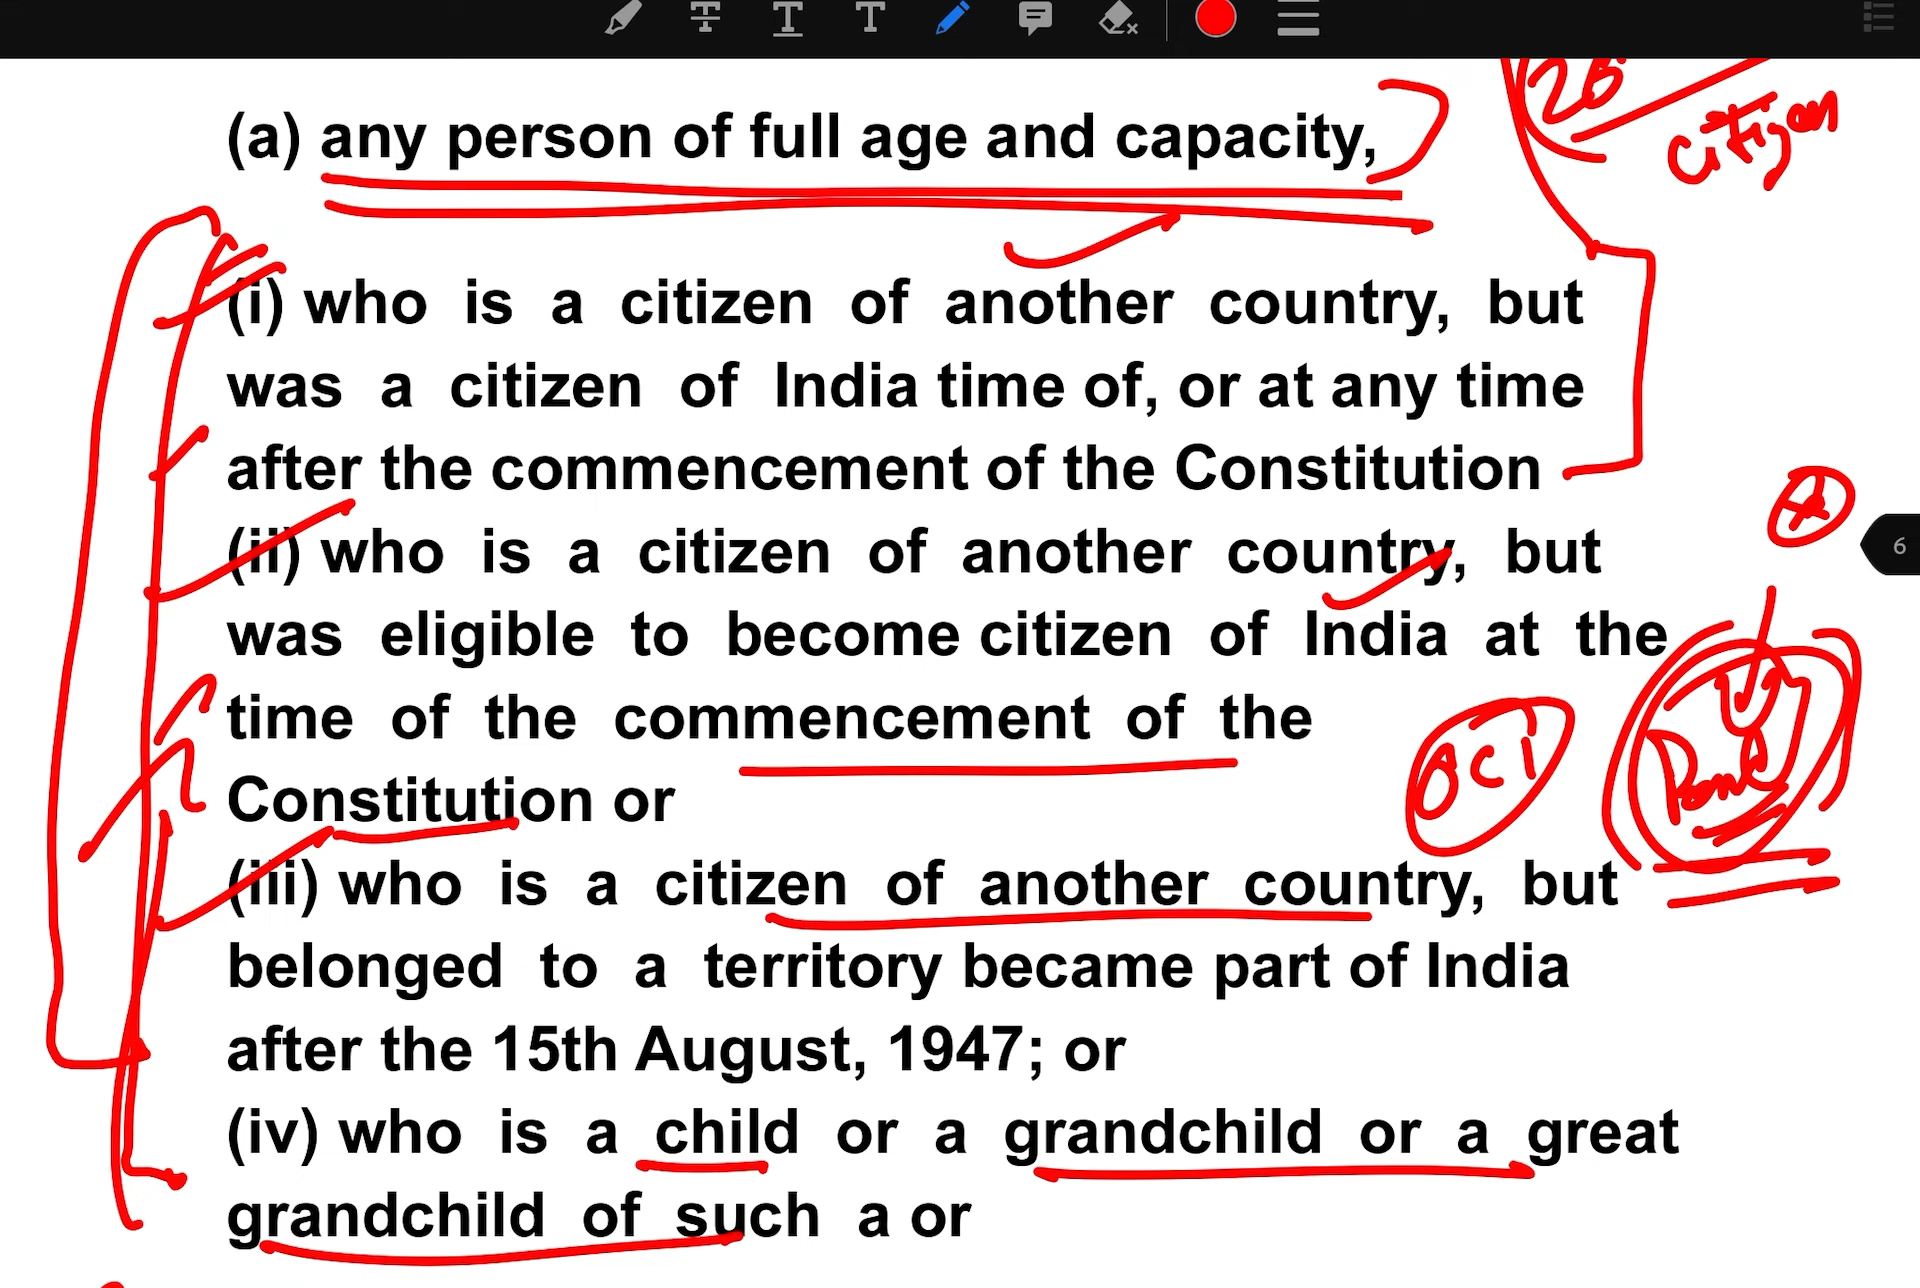 26
citizen
(a) any person of full age and capacity,
(i) who is a citizen of another country, but
was a citizen of India time of, or at any time
after the commencement of the Constitution
(ii) who is a citizen of another country, but
was eligible to become citizen of India at the
time of the commencement of the
Constitution or
OCI
(iii) who is a citizen of another country, but
belonged to a territory became part of India
after the 15th August, 1947; or
(iv) who is a child or a grandchild or a great
grandchild of such a or
6